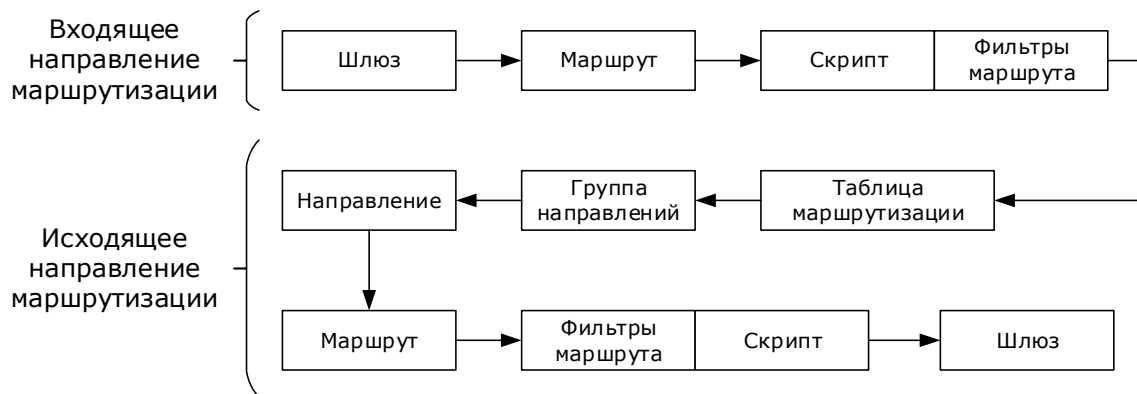 Входящее
направление
маршрутизации
Шлюз
Маршрут
Скрипт
Фильтры
маршрута
Исходящее
направление
маршрутизации
Направление
Группа
направлений
Таблица
маршрутизации
Маршрут
Фильтры
маршрута
Скрипт
Шлюз